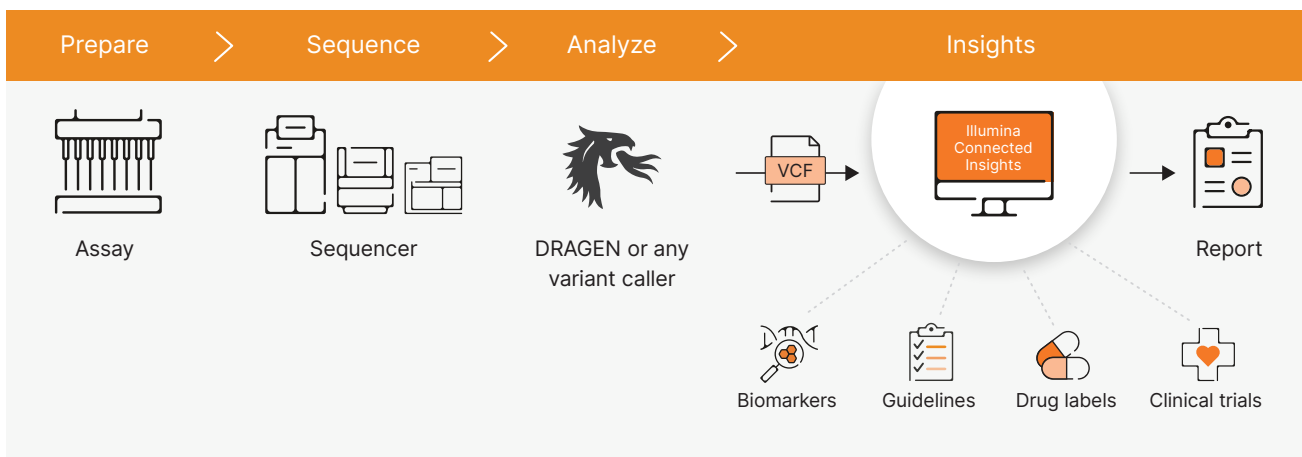 Prepare
Sequence
Analyze
Insights
Assay
Sequencer
DRAGEN or any
variant caller
VCF
Illumina
Connected
Insights
Report
Biomarkers
Guidelines
Drug labels
Clinical trials